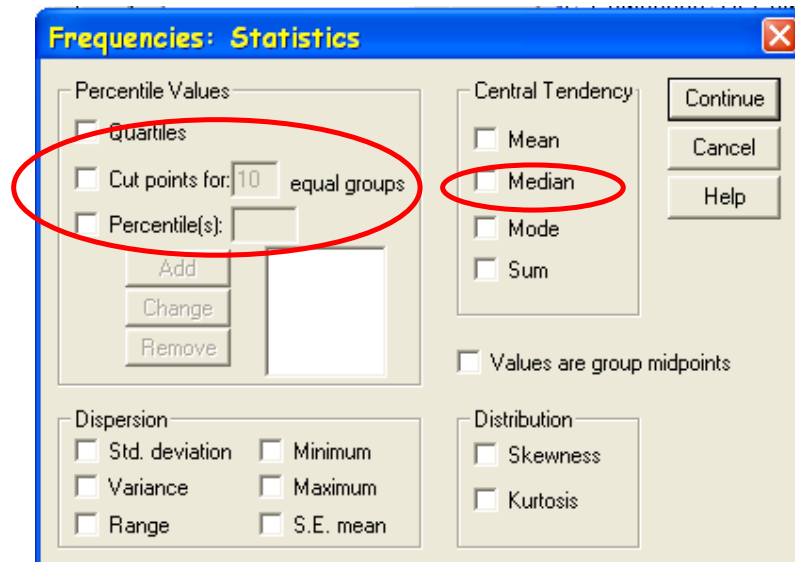 Frequencies: Statistics
Percentile Values
Quartiles
Cut points for: 10 equal groups
Percentile(s):
Add
Change
Remove
Central Tendency
Mean
Median
Mode
Sum
Continue
Cancel
Help
Values are group midpoints
Dispersion
Std. deviation
Minimum
Variance
Maximum
Range
S.E. mean
Distribution
Skewness
Kurtosis